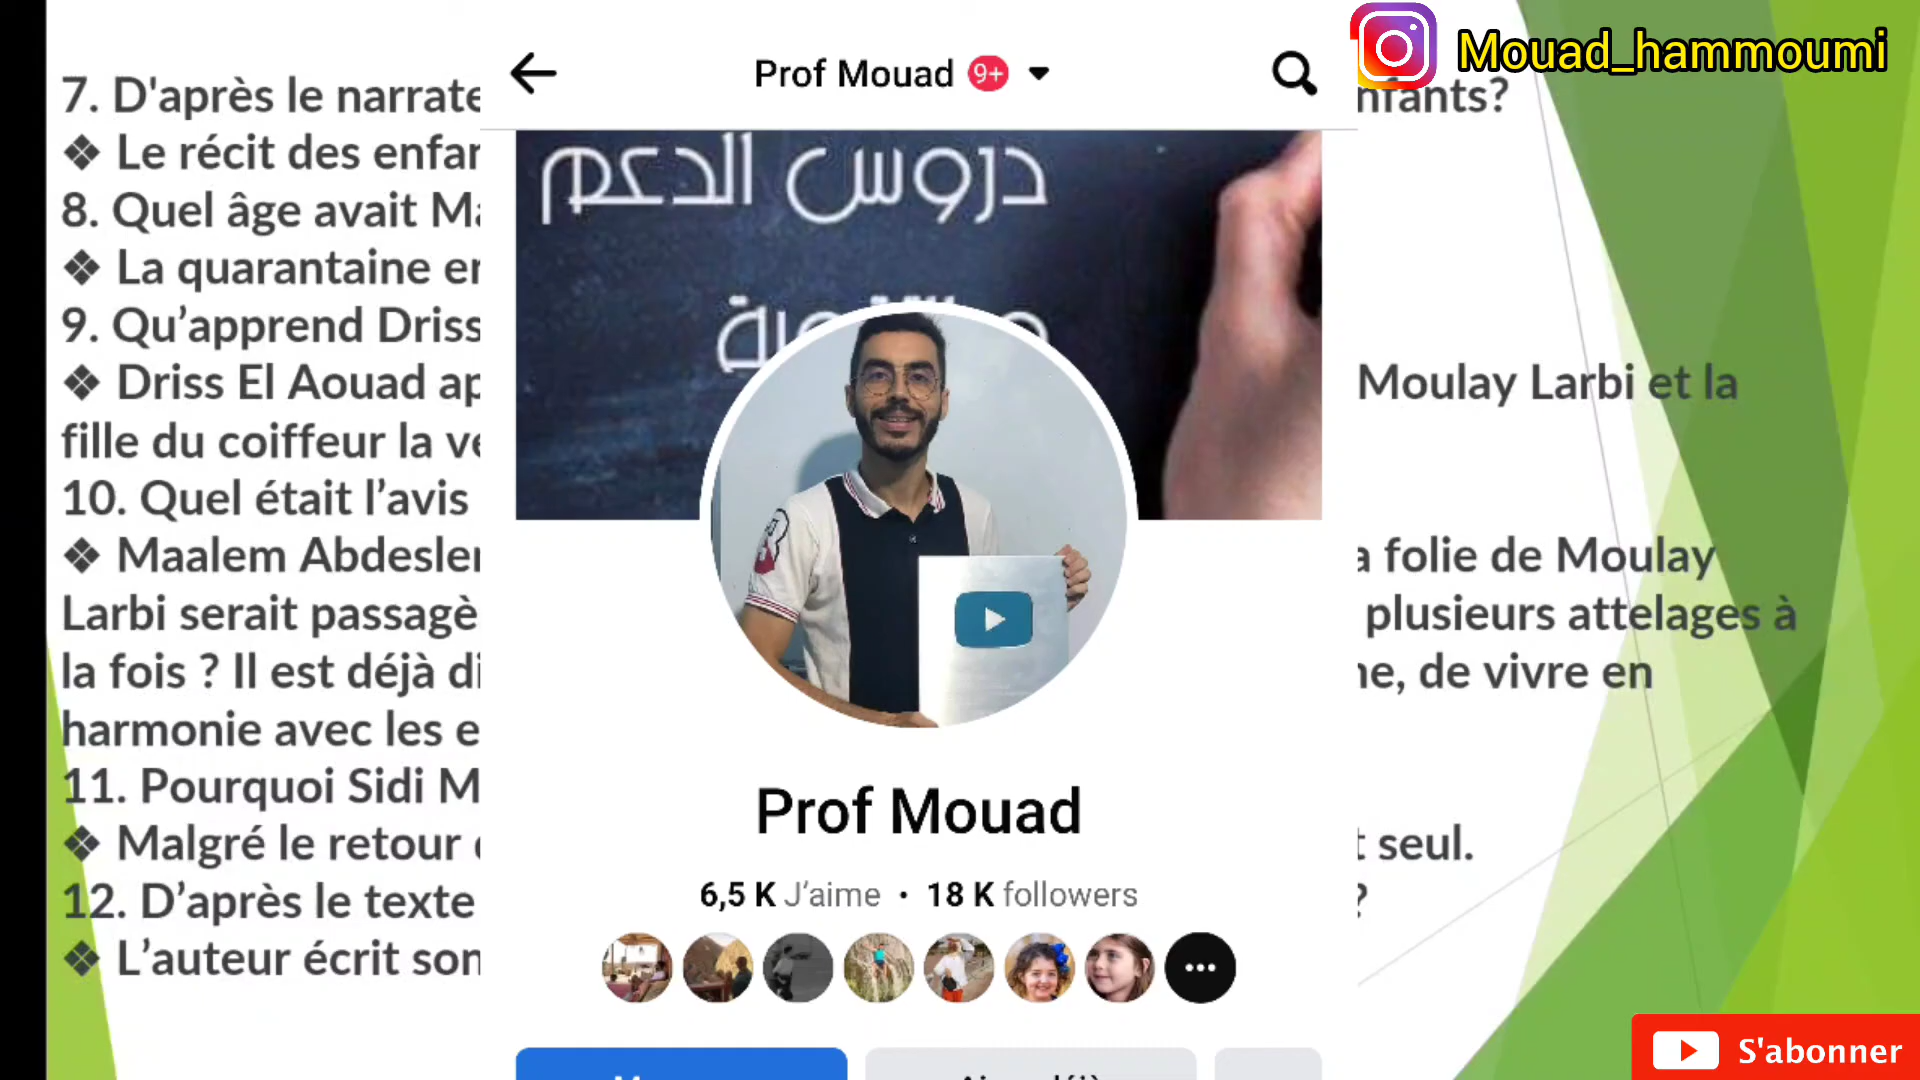 Mouad_hammoumi
Prof Mouad 9+
دروس الدعم
7. D'après le narrate
nfants?
❖ Le récit des enfan
8. Quel âge avait Ma
❖ La quarantaine en
9. Qu'apprend Driss
❖ Driss El Aouad ap
Moulay Larbi et la
fille du coiffeur la ve
10. Quel était l'avis
❖ Maalem Abdeslem
a folie de Moulay
Larbi serait passagè
plusieurs attelages à
la fois ? Il est déjà di
ne, de vivre en
harmonie avec les e
11. Pourquoi Sidi M
❖ Malgré le retour
t seul.
12. D'après le texte
?
❖ L'auteur écrit son
Prof Mouad
6,5 K J'aime • 18 K followers
S'abonner